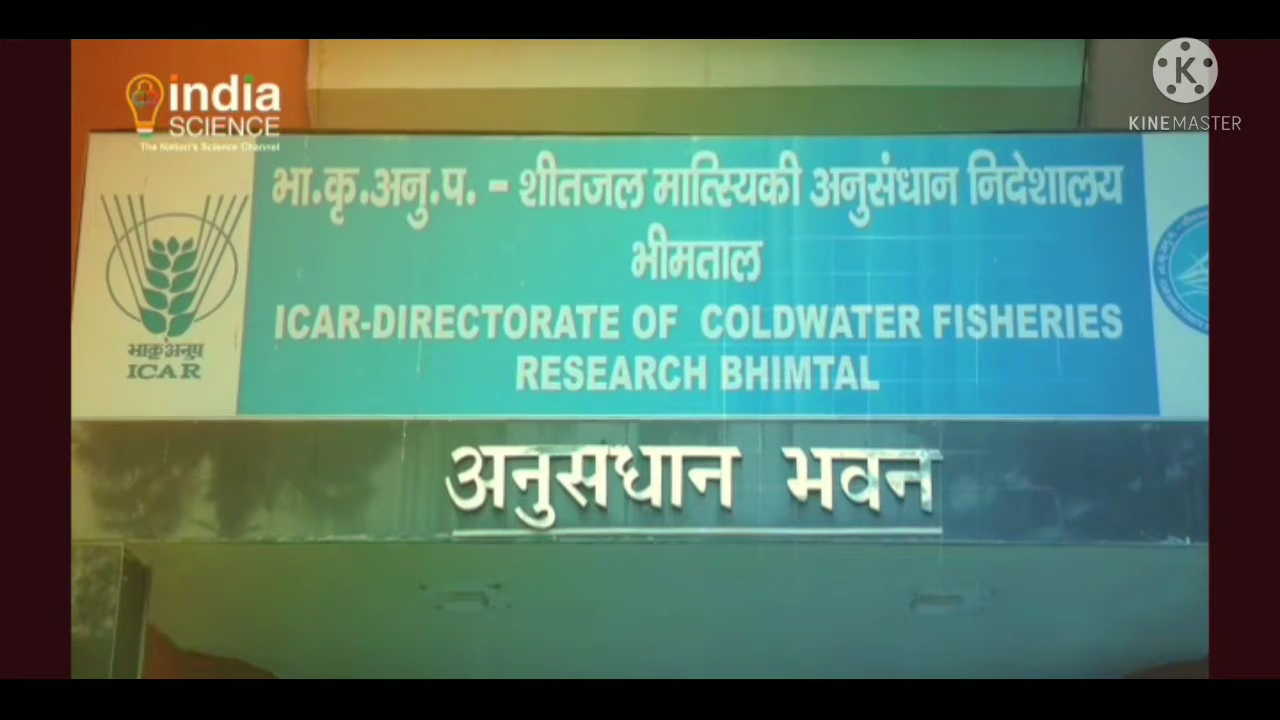 india
SCIENCE
The Nation's Science Channel
K
KINEMASTER
भा.कृ.अनु.प. - शीतजल मात्स्यिकी अनुसंधान निदेशालय
भीमताल
ICAR-DIRECTORATE OF COLDWATER FISHERIES
RESEARCH BHIMTAL
भाकृअनुप
ICAR
अनुसधान भवन